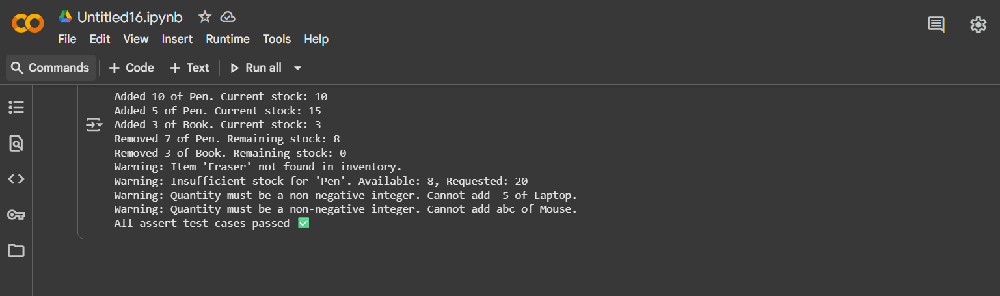 Untitled16.ipynb
File Edit View Insert Runtime Tools Help
Commands + Code + Text Run all
Added 10 of Pen. Current stock: 10
Added 5 of Pen. Current stock: 15
Added 3 of Book. Current stock: 3
Removed 7 of Pen. Remaining stock: 8
Removed 3 of Book. Remaining stock: 0
Warning: Item 'Eraser' not found in inventory.
Warning: Insufficient stock for 'Pen'. Available: 8, Requested: 20
Warning: Quantity must be a non-negative integer. Cannot add -5 of Laptop.
Warning: Quantity must be a non-negative integer. Cannot add abc of Mouse.
All assert test cases passed ✅